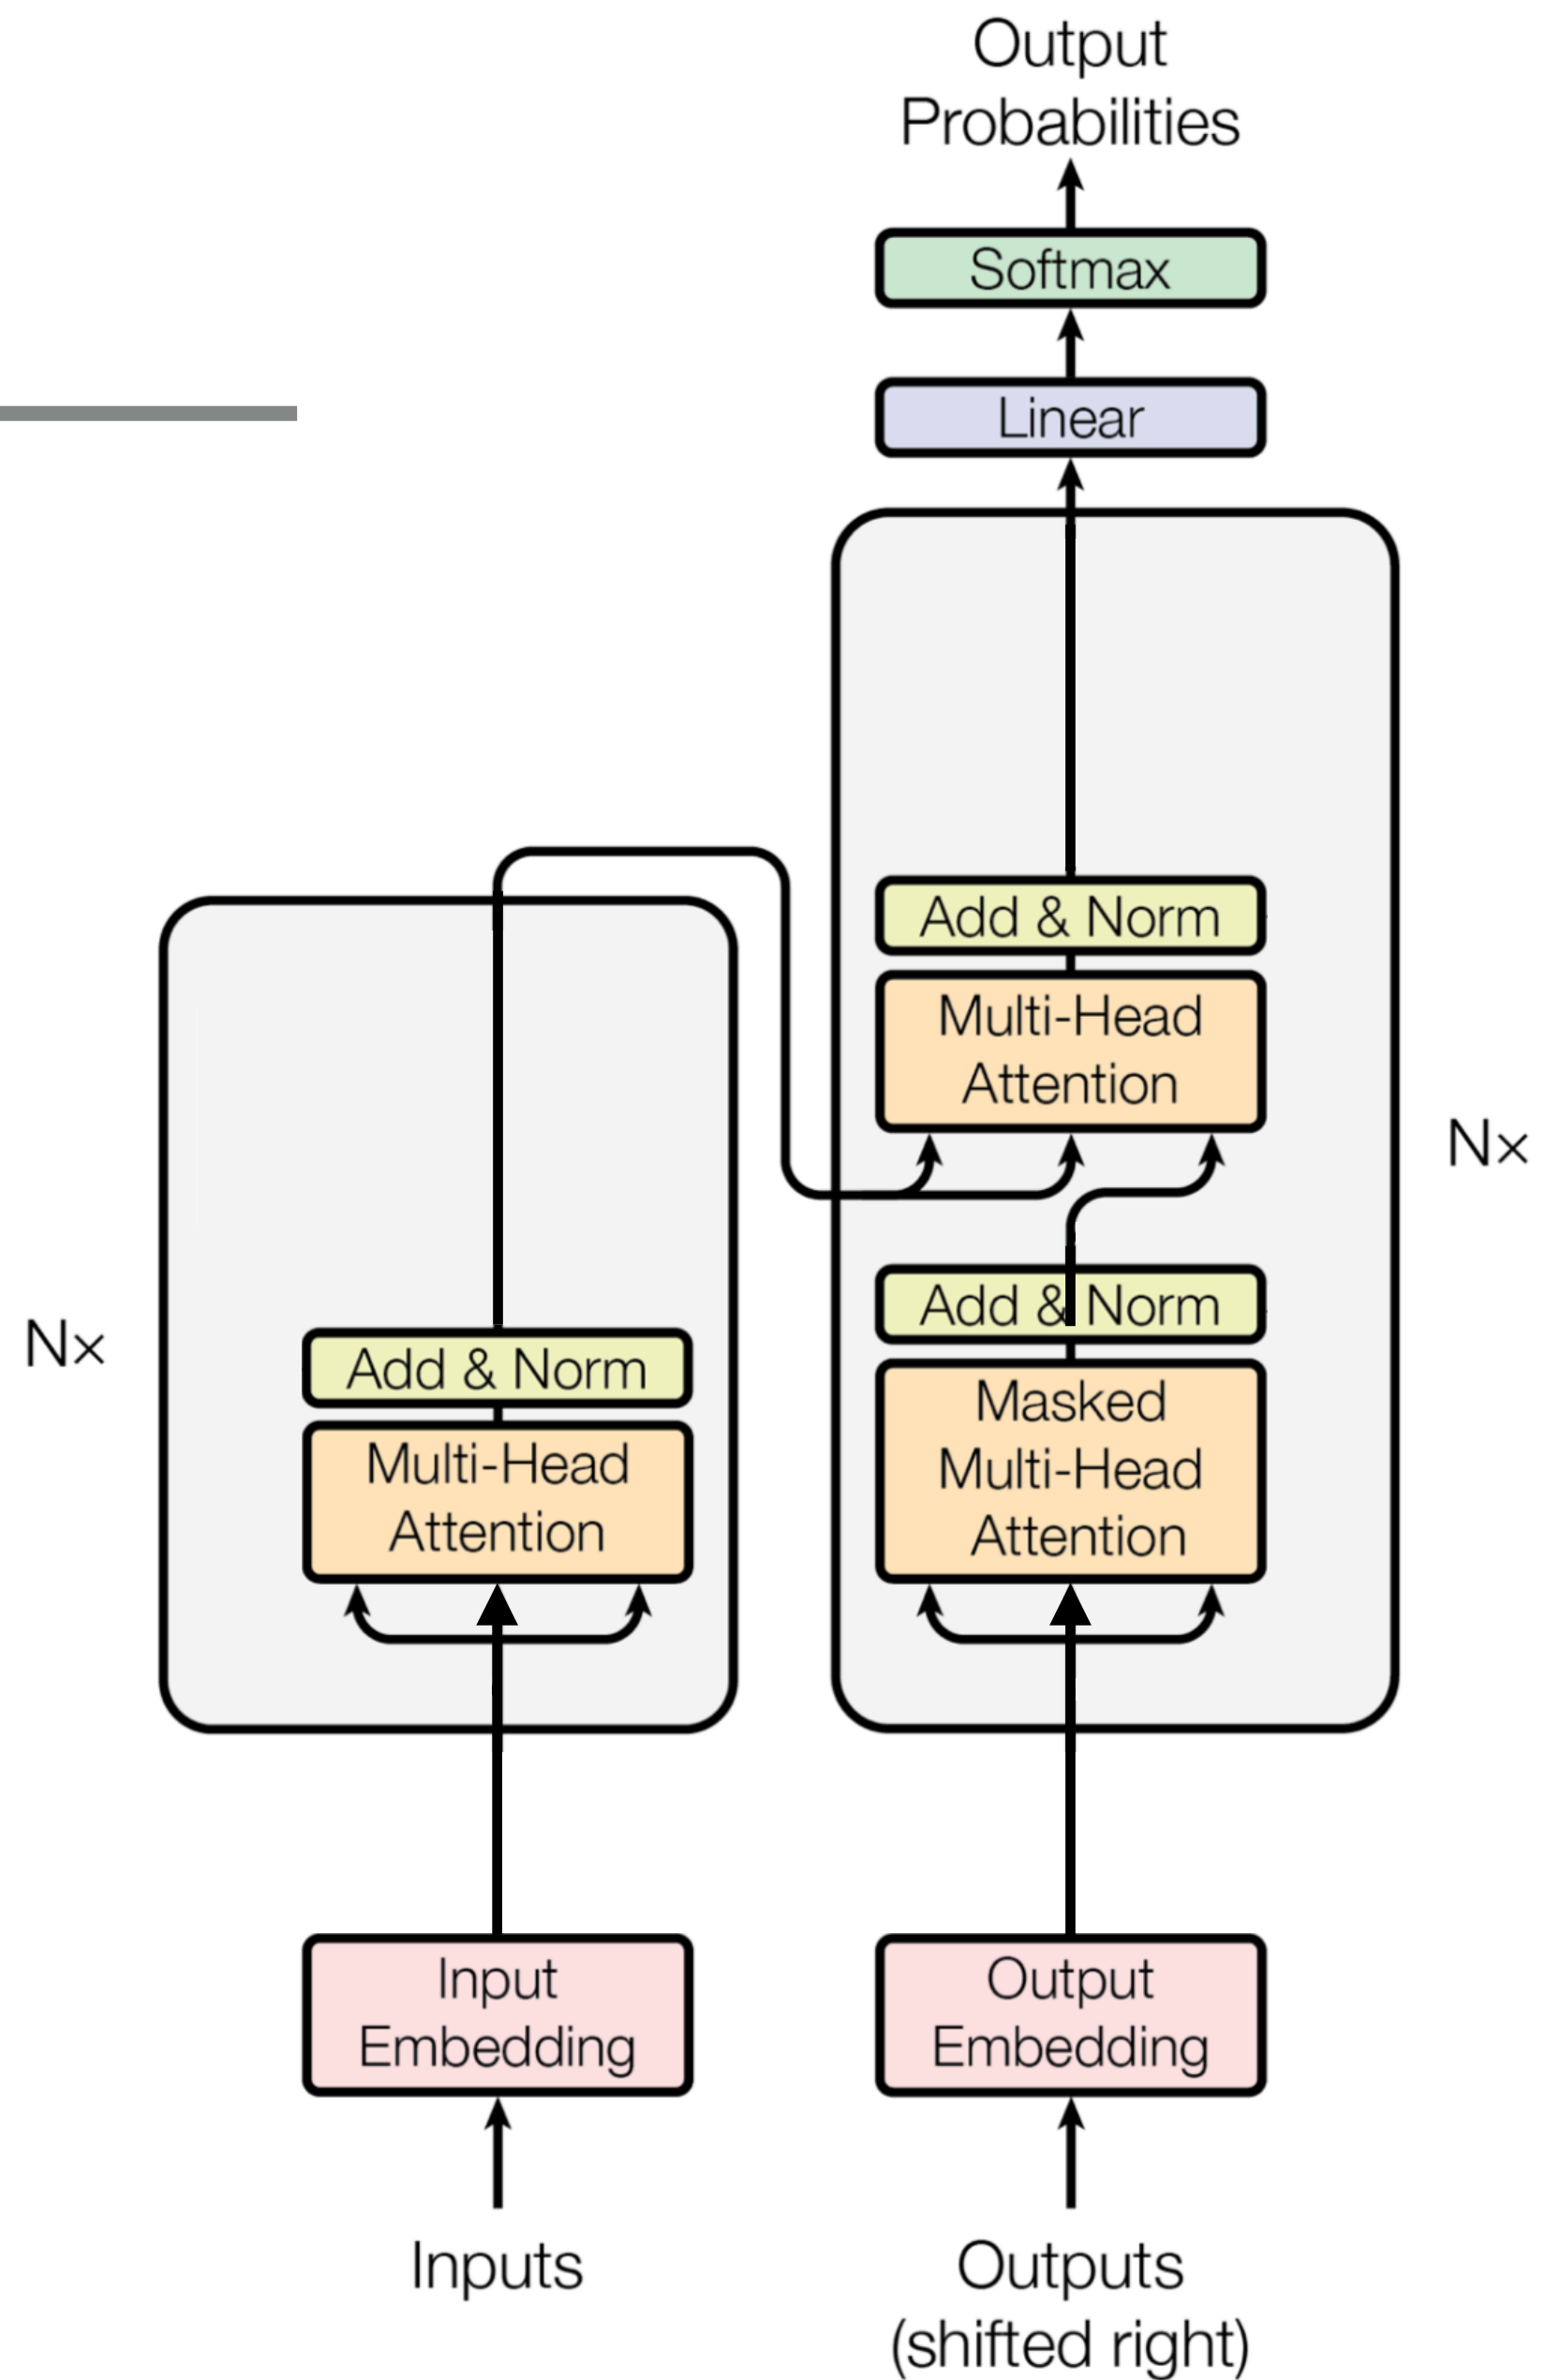 Output
Probabilities
Softmax
Linear
Add & Norm
Multi-Head
Attention
Nx
Add & Norm
Masked
Multi-Head
Attention
Nx
Add & Norm
Multi-Head
Attention
Input
Embedding
Output
Embedding
Inputs
Outputs
(shifted right)